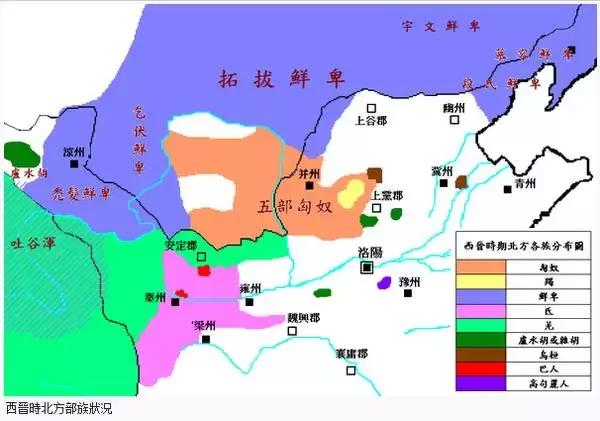 宇文鮮卑
慕容鮮卑
段氏鮮卑
拓拔鮮卑
乞伏鮮卑
上谷郡
幽州
涼州
盧水胡
禿髮鮮卑
并州
冀州
青州
上黨郡
五部匈奴
吐谷渾
安定郡
洛陽
豫州
秦州
雍州
梁州
魏興郡
襄庸郡
西晉時期北方各族分布圖
匈奴
羯
鮮卑
氐
羌
盧水胡或雜胡
烏桓
巴人
高句麗人
西晉時北方部族狀況